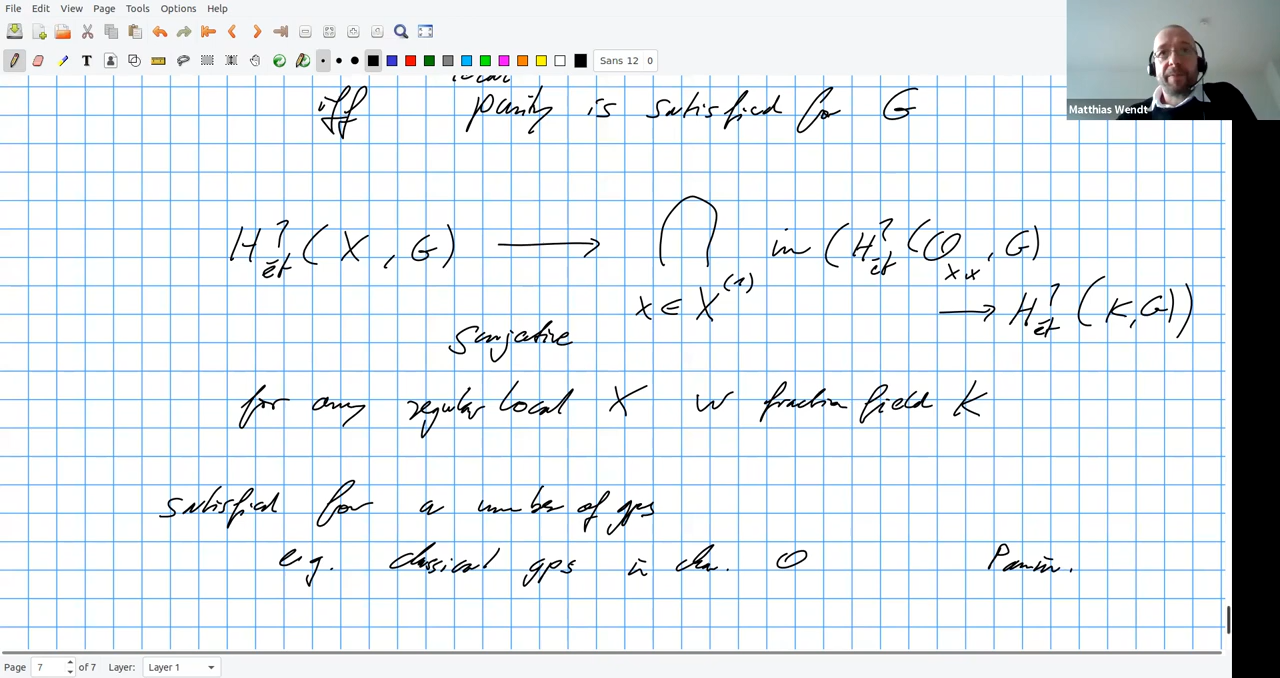 File Edit View Page Tools Options Help
Sans 12 0
Matthias Wendt
local
iff purity is satisfied for G
H^?_ét (X, G) ⟶ ⋂_{x ∈ X^(1)} im (H^?_ét (O_{X,x}, G)
⟶ H^?_ét (K, G))
surjective
for any regular local X w fraction field K
satisfied for a number of gps
e.g. classical gps in char. 0 Panin.
Page 7 of 7 Layer: Layer 1